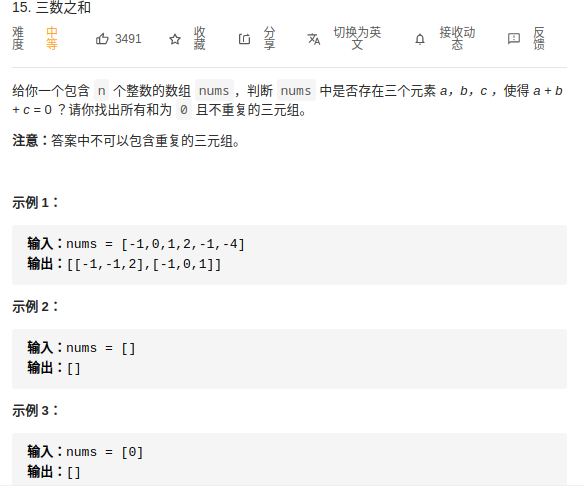 15. 三数之和
难度 中等 3491 收藏 分享 切换为英文 接收动态 反馈
给你一个包含 n 个整数的数组 nums，判断 nums 中是否存在三个元素 a，b，c ，使得 a + b
+ c = 0 ？请你找出所有和为 0 且不重复的三元组。
注意：答案中不可以包含重复的三元组。
示例 1：
输入：nums = [-1,0,1,2,-1,-4]
输出：[[-1,-1,2],[-1,0,1]]
示例 2：
输入：nums = []
输出：[]
示例 3：
输入：nums = [0]
输出：[]